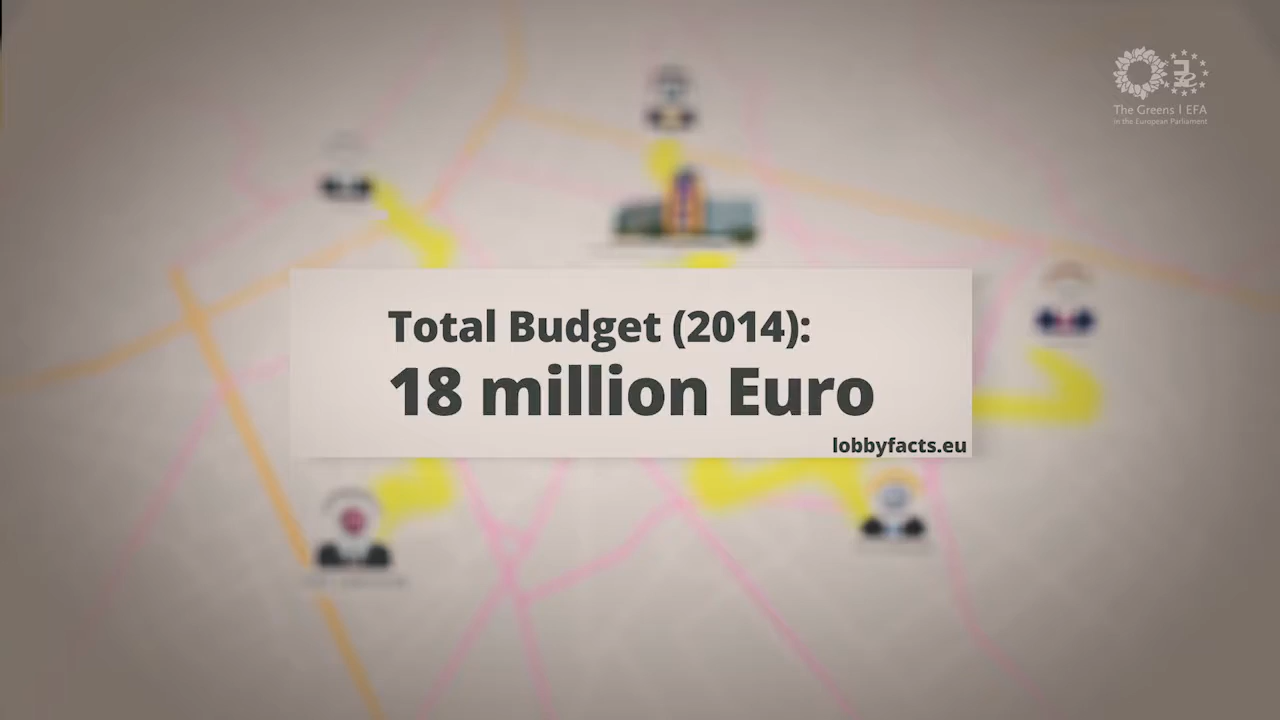 The Greens | EFA
in the European Parliament
Total Budget (2014):
18 million Euro
lobbyfacts.eu